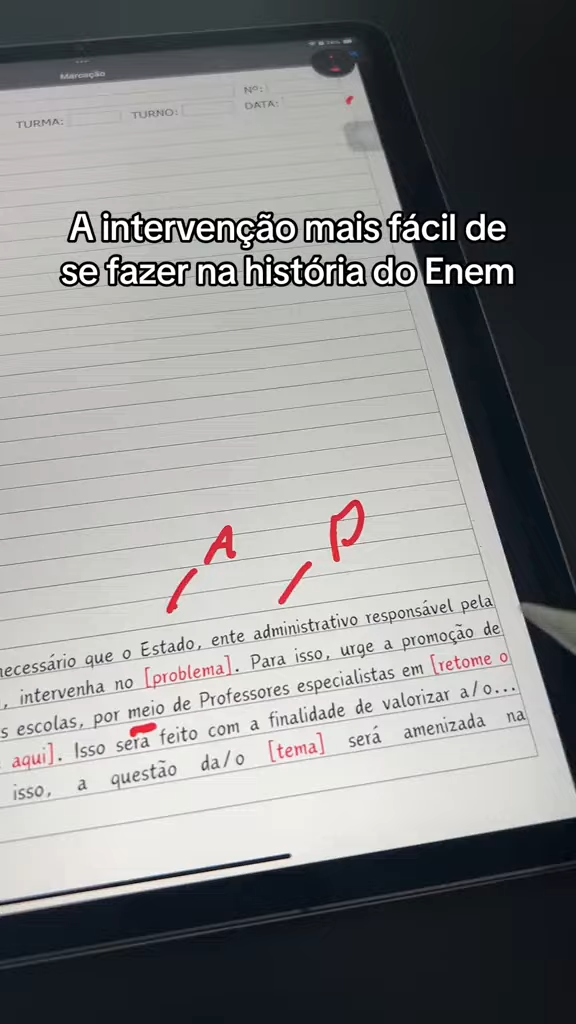 Marcação
Nº:
TURMA: TURNO: DATA:
A intervenção mais fácil de
se fazer na história do Enem
A D
necessário que o Estado, ente administrativo responsável pela
, intervenha no [problema]. Para isso, urge a promoção de
s escolas, por meio de Professores especialistas em [retome o
aqui]. Isso será feito com a finalidade de valorizar a/o...
isso, a questão da/o [tema] será amenizada na